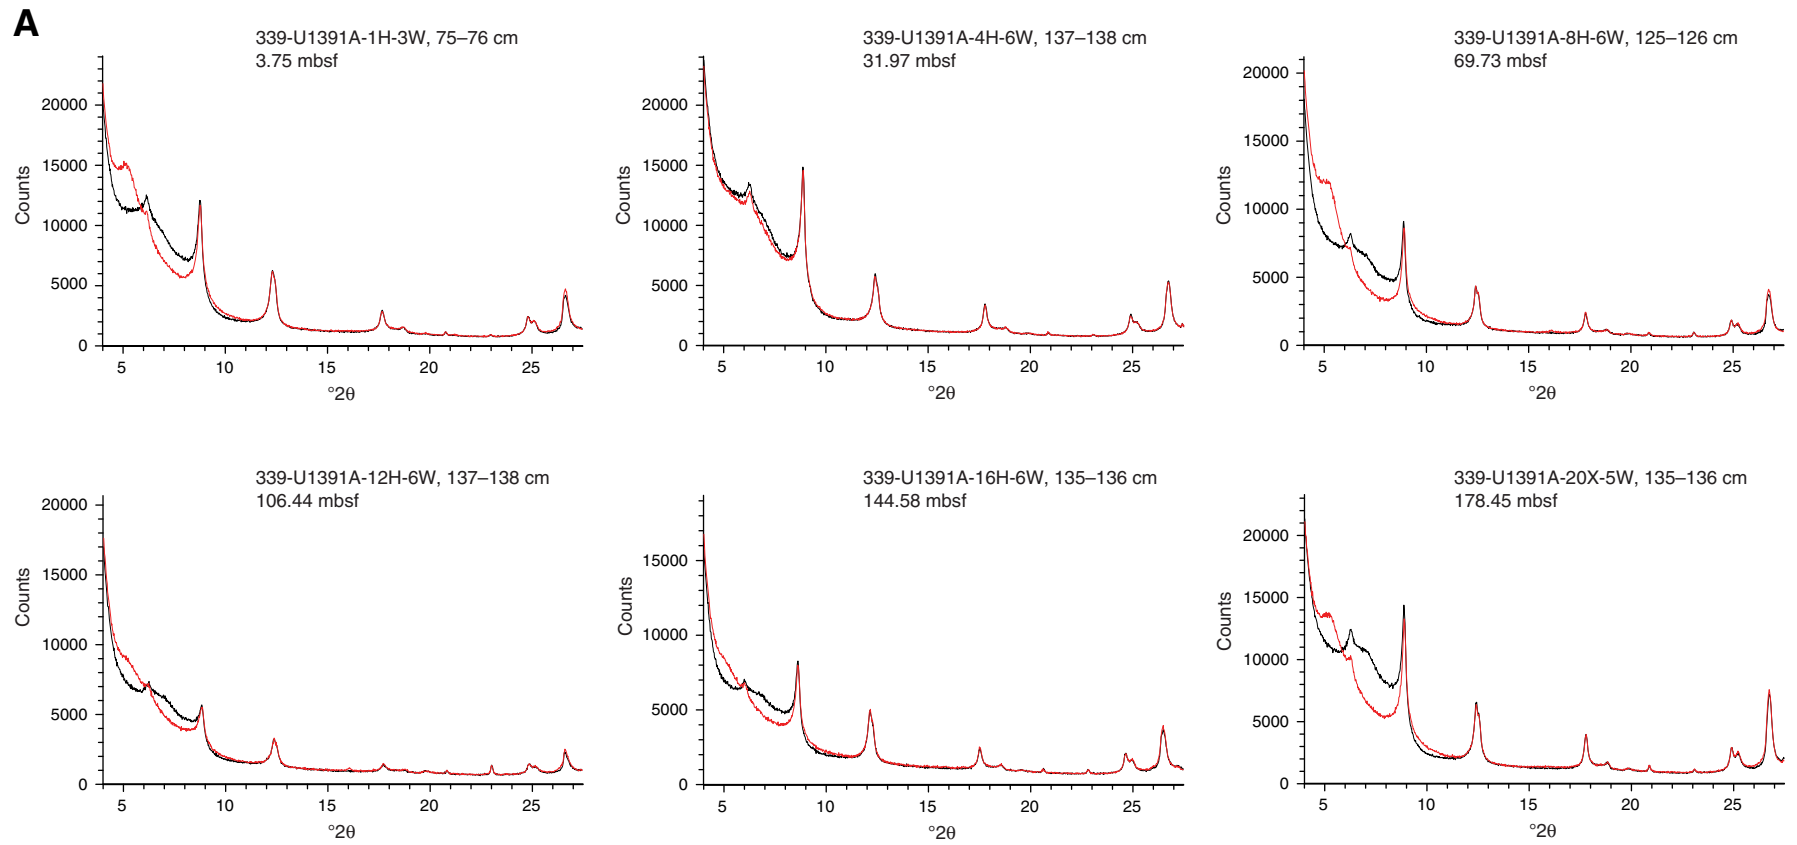 A
339-U1391A-1H-3W, 75–76 cm
3.75 mbsf
20000
15000
10000
5000
0
Counts
5
10
15
20
25
°2θ
339-U1391A-4H-6W, 137–138 cm
31.97 mbsf
20000
15000
10000
5000
0
Counts
5
10
15
20
25
°2θ
339-U1391A-8H-6W, 125–126 cm
69.73 mbsf
20000
15000
10000
5000
0
Counts
5
10
15
20
25
°2θ
339-U1391A-12H-6W, 137–138 cm
106.44 mbsf
20000
15000
10000
5000
0
Counts
5
10
15
20
25
°2θ
339-U1391A-16H-6W, 135–136 cm
144.58 mbsf
15000
10000
5000
0
Counts
5
10
15
20
25
°2θ
339-U1391A-20X-5W, 135–136 cm
178.45 mbsf
20000
15000
10000
5000
0
Counts
5
10
15
20
25
°2θ